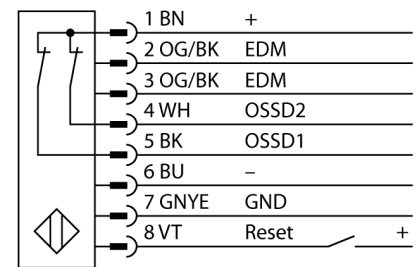 1 BN +
2 OG/BK EDM
3 OG/BK EDM
4 WH OSSD2
5 BK OSSD1
6 BU –
7 GNYE GND
8 VT Reset +